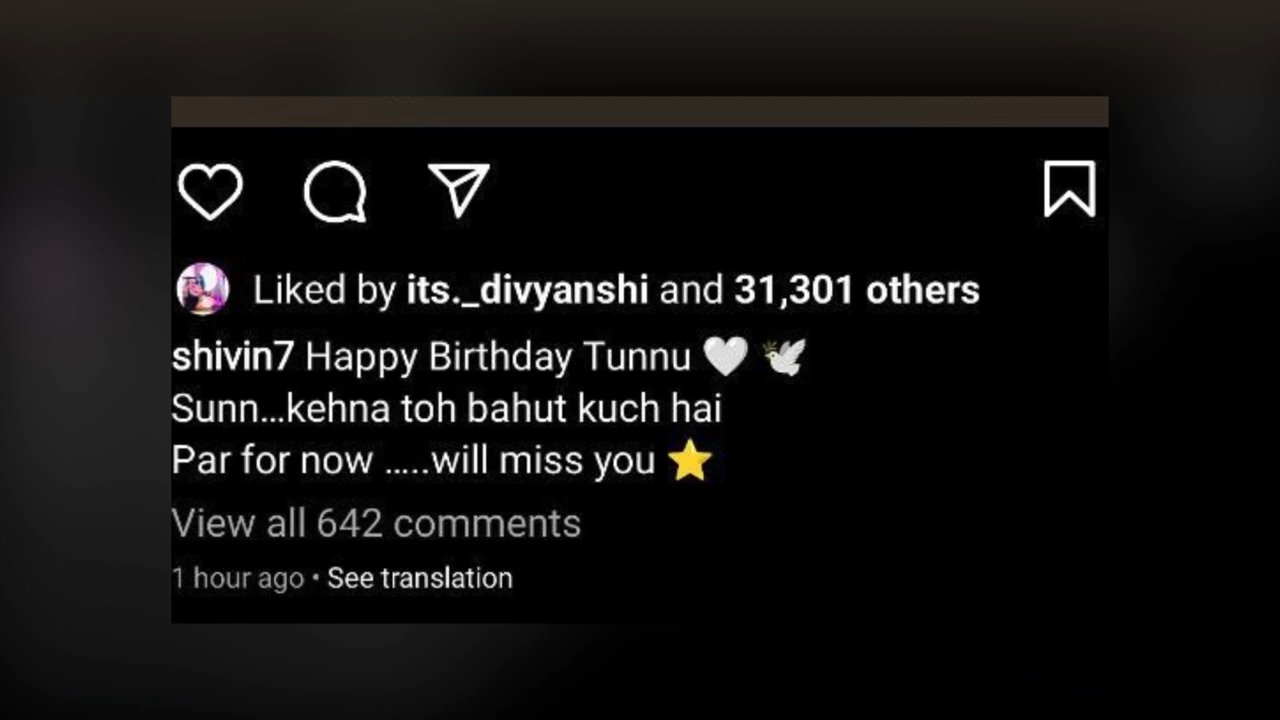 Liked by its._divyanshi and 31,301 others
shivin7 Happy Birthday Tunnu 🤍 🕊️
Sunn...kehna toh bahut kuch hai
Par for now .....will miss you ⭐
View all 642 comments
1 hour ago • See translation